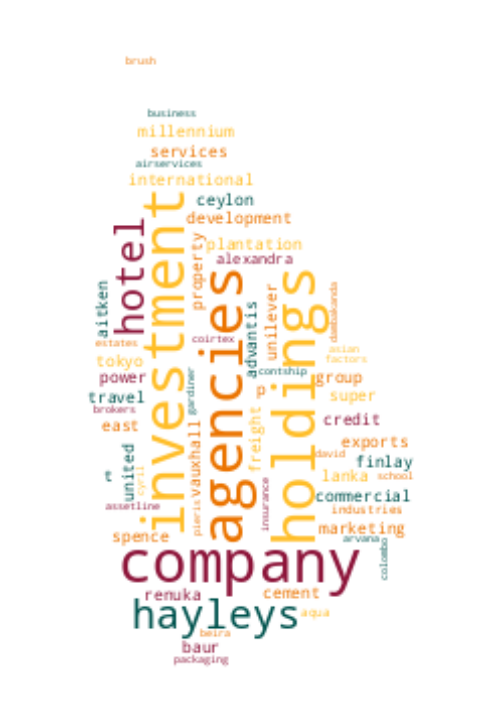 brush
business
millennium
services
airservices
international
ceylon
development
investment
hotel
property
plantation
alexandra
agencies
holdings
aitken
advantis
unilever
dambakanda
coirtex
estates
asian
factors
tokyo
contship
power
gardiner
p
group
travel
super
brokers
freight
east
vauxhall
credit
exports
david
united
finlay
t
cyril
lanka
school
insurance
commercial
assetline
pieris
industries
marketing
spence
arvana
colombo
company
renuka
cement
hayleys
aqua
beira
baur
packaging